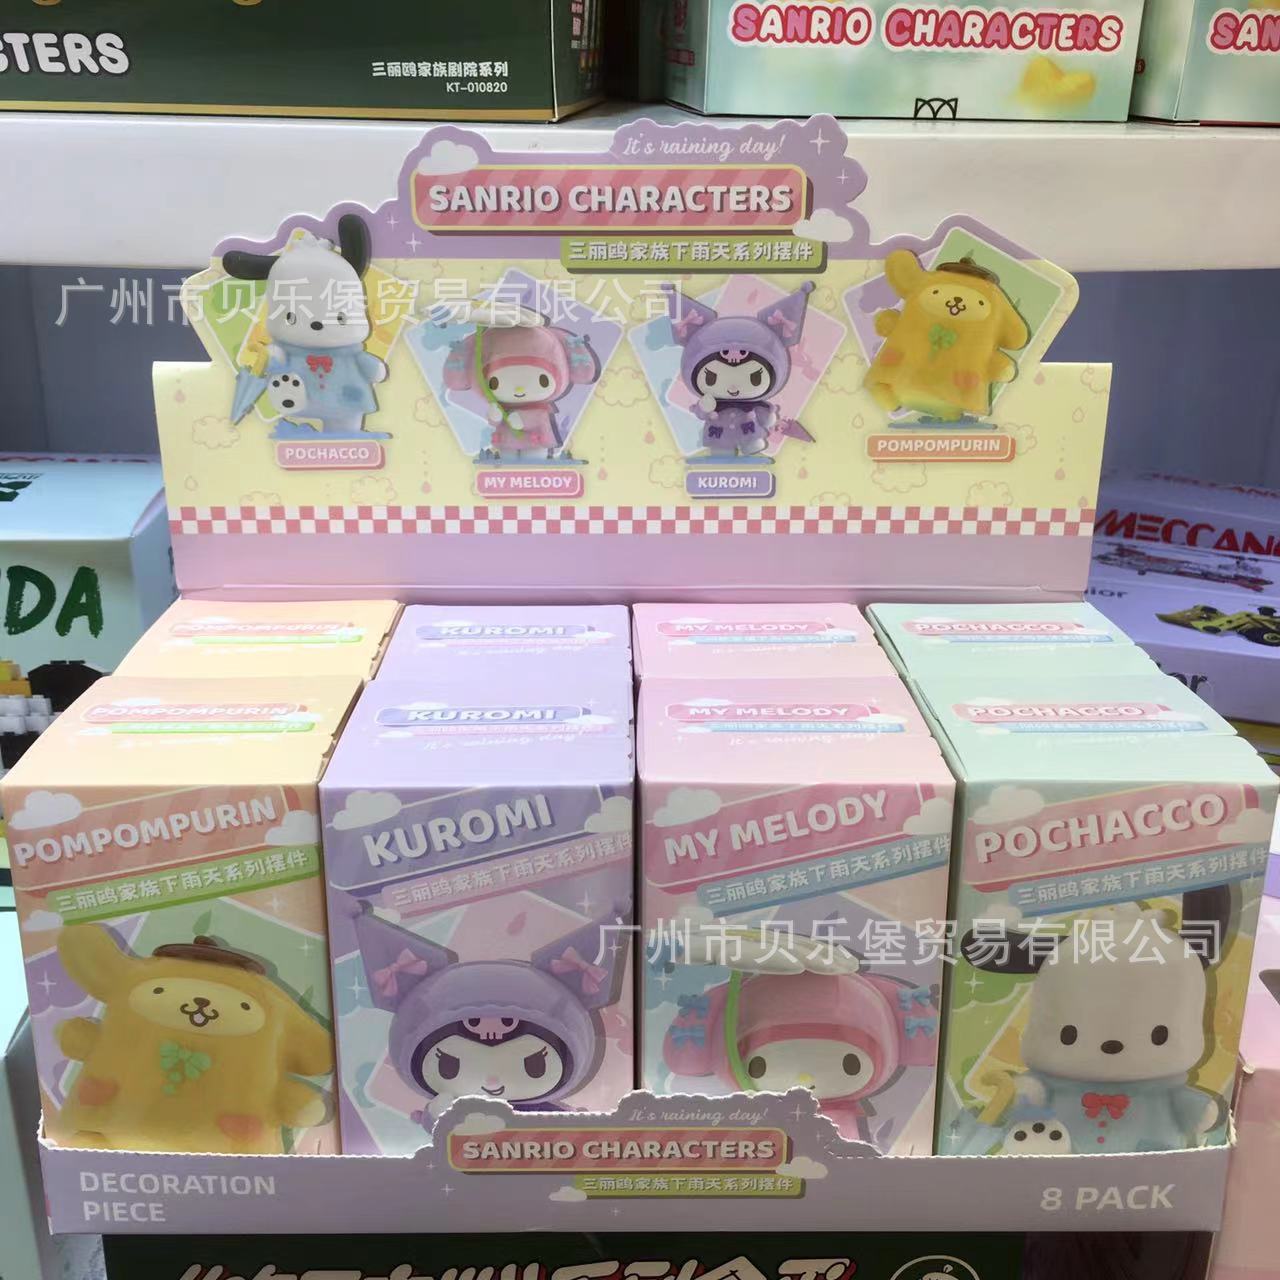 CTERS
三丽鸥家族剧院系列
KT-010820
SANRIO CHARACTERS
SAN
It's raining day!
SANRIO CHARACTERS
三丽鸥家族下雨天系列摆件
广州市贝乐堡贸易有限公司
POCHACCO
MY MELODY
KUROMI
POMPOMPURIN
MECCANO
DA
POMPOMPURIN
KUROMI
MY MELODY
POCHACCO
POMPOMPURIN
KUROMI
MY MELODY
It's raining day!
POCHACCO
POMPOMPURIN
三丽鸥家族下雨天系列摆件
KUROMI
三丽鸥家族下雨天系列摆件
MY MELODY
三丽鸥家族下雨天系列摆件
POCHACCO
三丽鸥家族下雨天系列摆件
广州市贝乐堡贸易有限公司
It's raining day!
SANRIO CHARACTERS
三丽鸥家族下雨天系列摆件
DECORATION
PIECE
8 PACK